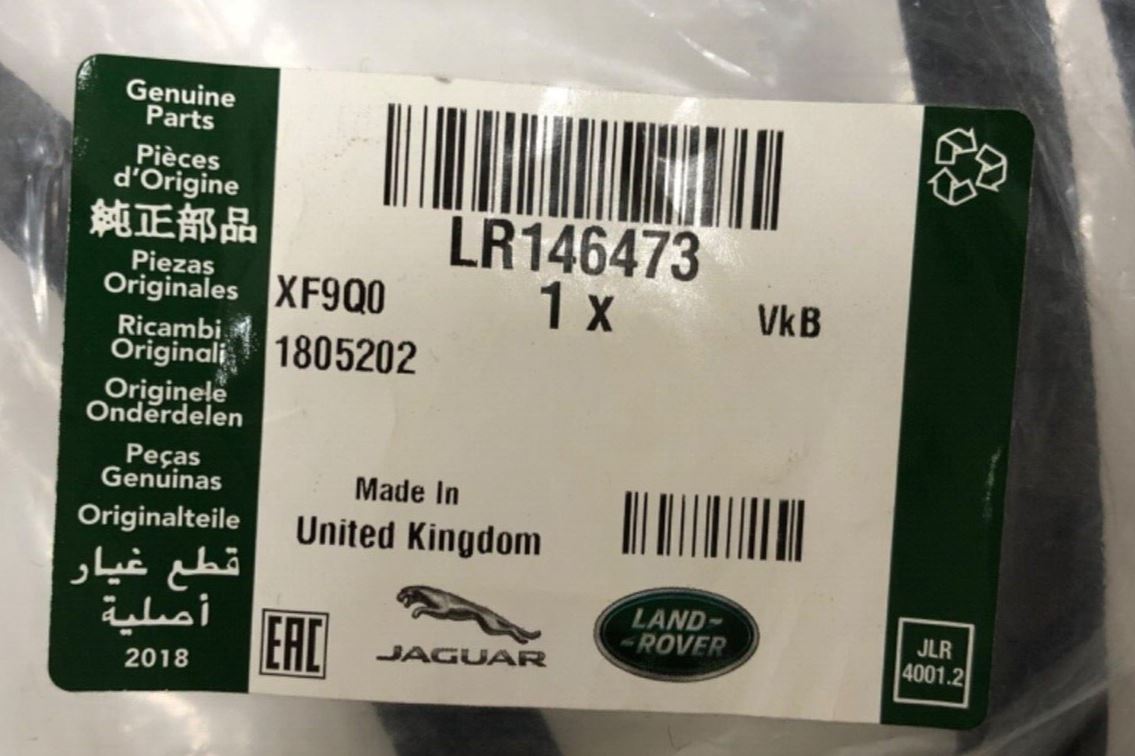 Genuine
Parts
Pièces
d'Origine
純正部品
Piezas
Originales
Ricambi
Originali
Originele
Onderdelen
Peças
Genuinas
Originalteile
قطع غيار
أصلية
2018
LR146473
1 x
XF9Q0
VkB
1805202
Made In
United Kingdom
EAC
JAGUAR
LAND-
-ROVER
JLR
4001.2